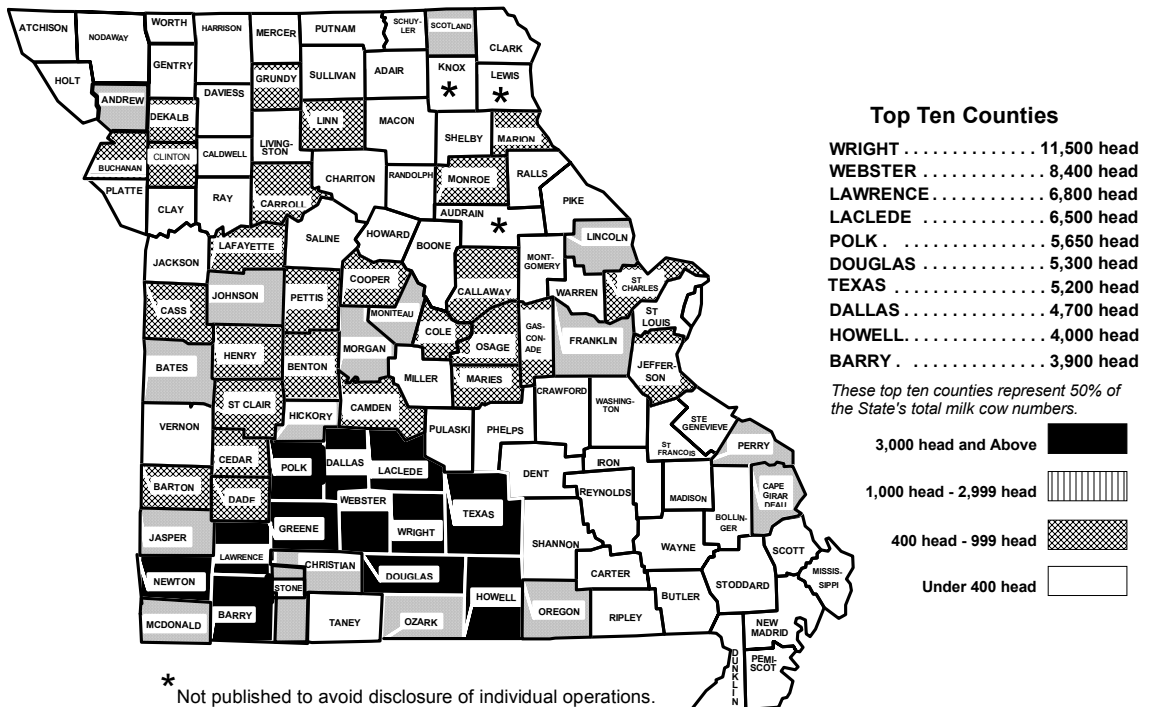 ATCHISON
NODAWAY
WORTH
HARRISON
MERCER
PUTNAM
SCHUY-
LER
SCOTLAND
CLARK
HOLT
GENTRY
GRUNDY
SULLIVAN
ADAIR
KNOX
*
LEWIS
*
ANDREW
DEKALB
DAVIESS
LINN
MACON
SHELBY
MARION
BUCHANAN
CLINTON
CALDWELL
LIVING-
STON
CHARITON
RANDOLPH
MONROE
RALLS
PLATTE
CLAY
RAY
CARROLL
AUDRAIN
*
PIKE
JACKSON
LAFAYETTE
SALINE
HOWARD
BOONE
MONT-
GOMERY
LINCOLN
CASS
JOHNSON
PETTIS
COOPER
MONITEAU
CALLAWAY
WARREN
ST
CHARLES
ST
LOUIS
COLE
OSAGE
GAS-
CON-
ADE
FRANKLIN
JEFFER-
SON
BATES
HENRY
BENTON
MORGAN
MILLER
MARIES
VERNON
ST CLAIR
HICKORY
CAMDEN
PULASKI
PHELPS
CRAWFORD
WASHING-
TON
ST
FRANCOIS
STE
GENEVIEVE
PERRY
CEDAR
POLK
DALLAS
LACLEDE
DENT
IRON
REYNOLDS
MADISON
BOLLIN-
GER
CAPE
GIRAR
DEAU
BARTON
DADE
GREENE
WEBSTER
WRIGHT
TEXAS
SHANNON
WAYNE
SCOTT
JASPER
LAWRENCE
CHRISTIAN
DOUGLAS
HOWELL
CARTER
BUTLER
STODDARD
MISSIS-
SIPPI
NEWTON
BARRY
STONE
MCDONALD
TANEY
OZARK
OREGON
RIPLEY
NEW
MADRID
PEMI-
SCOT
DUNKLIN
*Not published to avoid disclosure of individual operations.
Top Ten Counties
WRIGHT . . . . . . . . . . . . . . 11,500 head
WEBSTER . . . . . . . . . . . . . 8,400 head
LAWRENCE . . . . . . . . . . . . 6,800 head
LACLEDE . . . . . . . . . . . . . 6,500 head
POLK . . . . . . . . . . . . . . . . 5,650 head
DOUGLAS . . . . . . . . . . . . . 5,300 head
TEXAS . . . . . . . . . . . . . . . 5,200 head
DALLAS . . . . . . . . . . . . . . 4,700 head
HOWELL . . . . . . . . . . . . . . 4,000 head
BARRY . . . . . . . . . . . . . . . 3,900 head
These top ten counties represent 50% of
the State's total milk cow numbers.
3,000 head and Above
1,000 head - 2,999 head
400 head - 999 head
Under 400 head